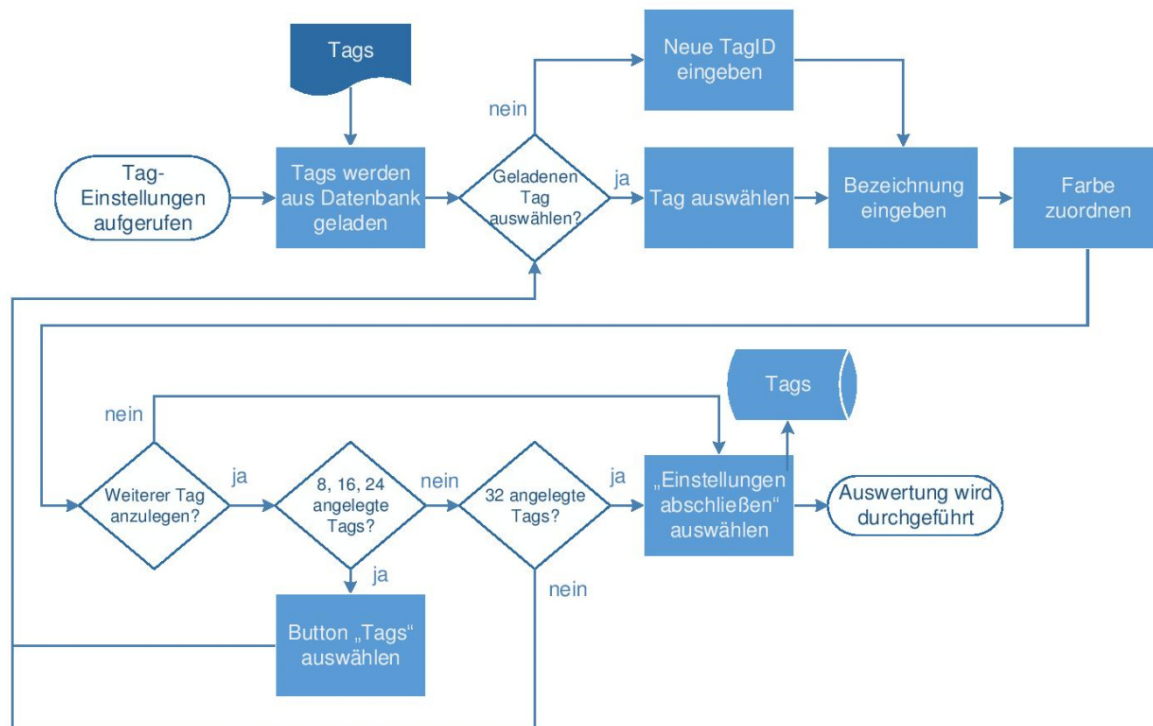 Tags
Neue TagID
eingeben
nein
Tag-
Einstellungen
aufgerufen
Tags werden
aus Datenbank
geladen
Geladenen
Tag
auswählen?
ja
Tag auswählen
Bezeichnung
eingeben
Farbe
zuordnen
Tags
nein
Weiterer Tag
anzulegen?
ja
8, 16, 24
angelegte
Tags?
nein
32 angelegte
Tags?
ja
„Einstellungen
abschließen“
auswählen
Auswertung wird
durchgeführt
ja
nein
Button „Tags“
auswählen